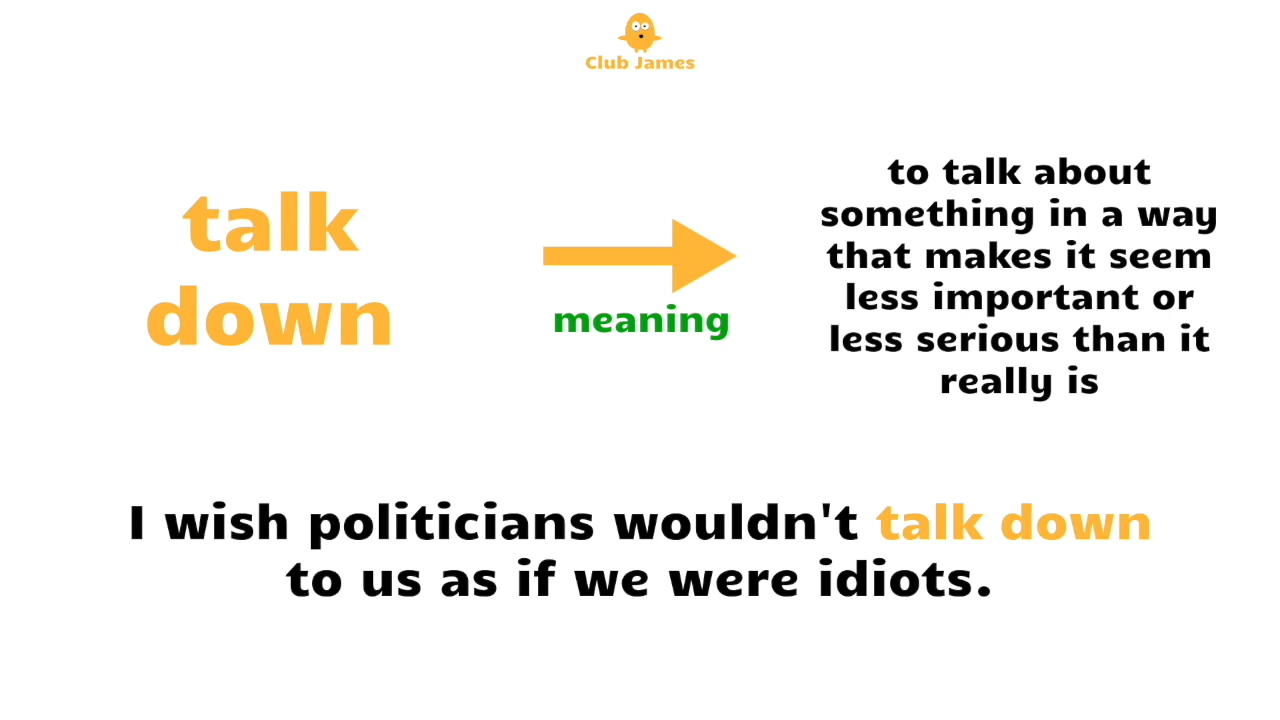 Club James
talk
down
meaning
to talk about
something in a way
that makes it seem
less important or
less serious than it
really is
I wish politicians wouldn't talk down
to us as if we were idiots.